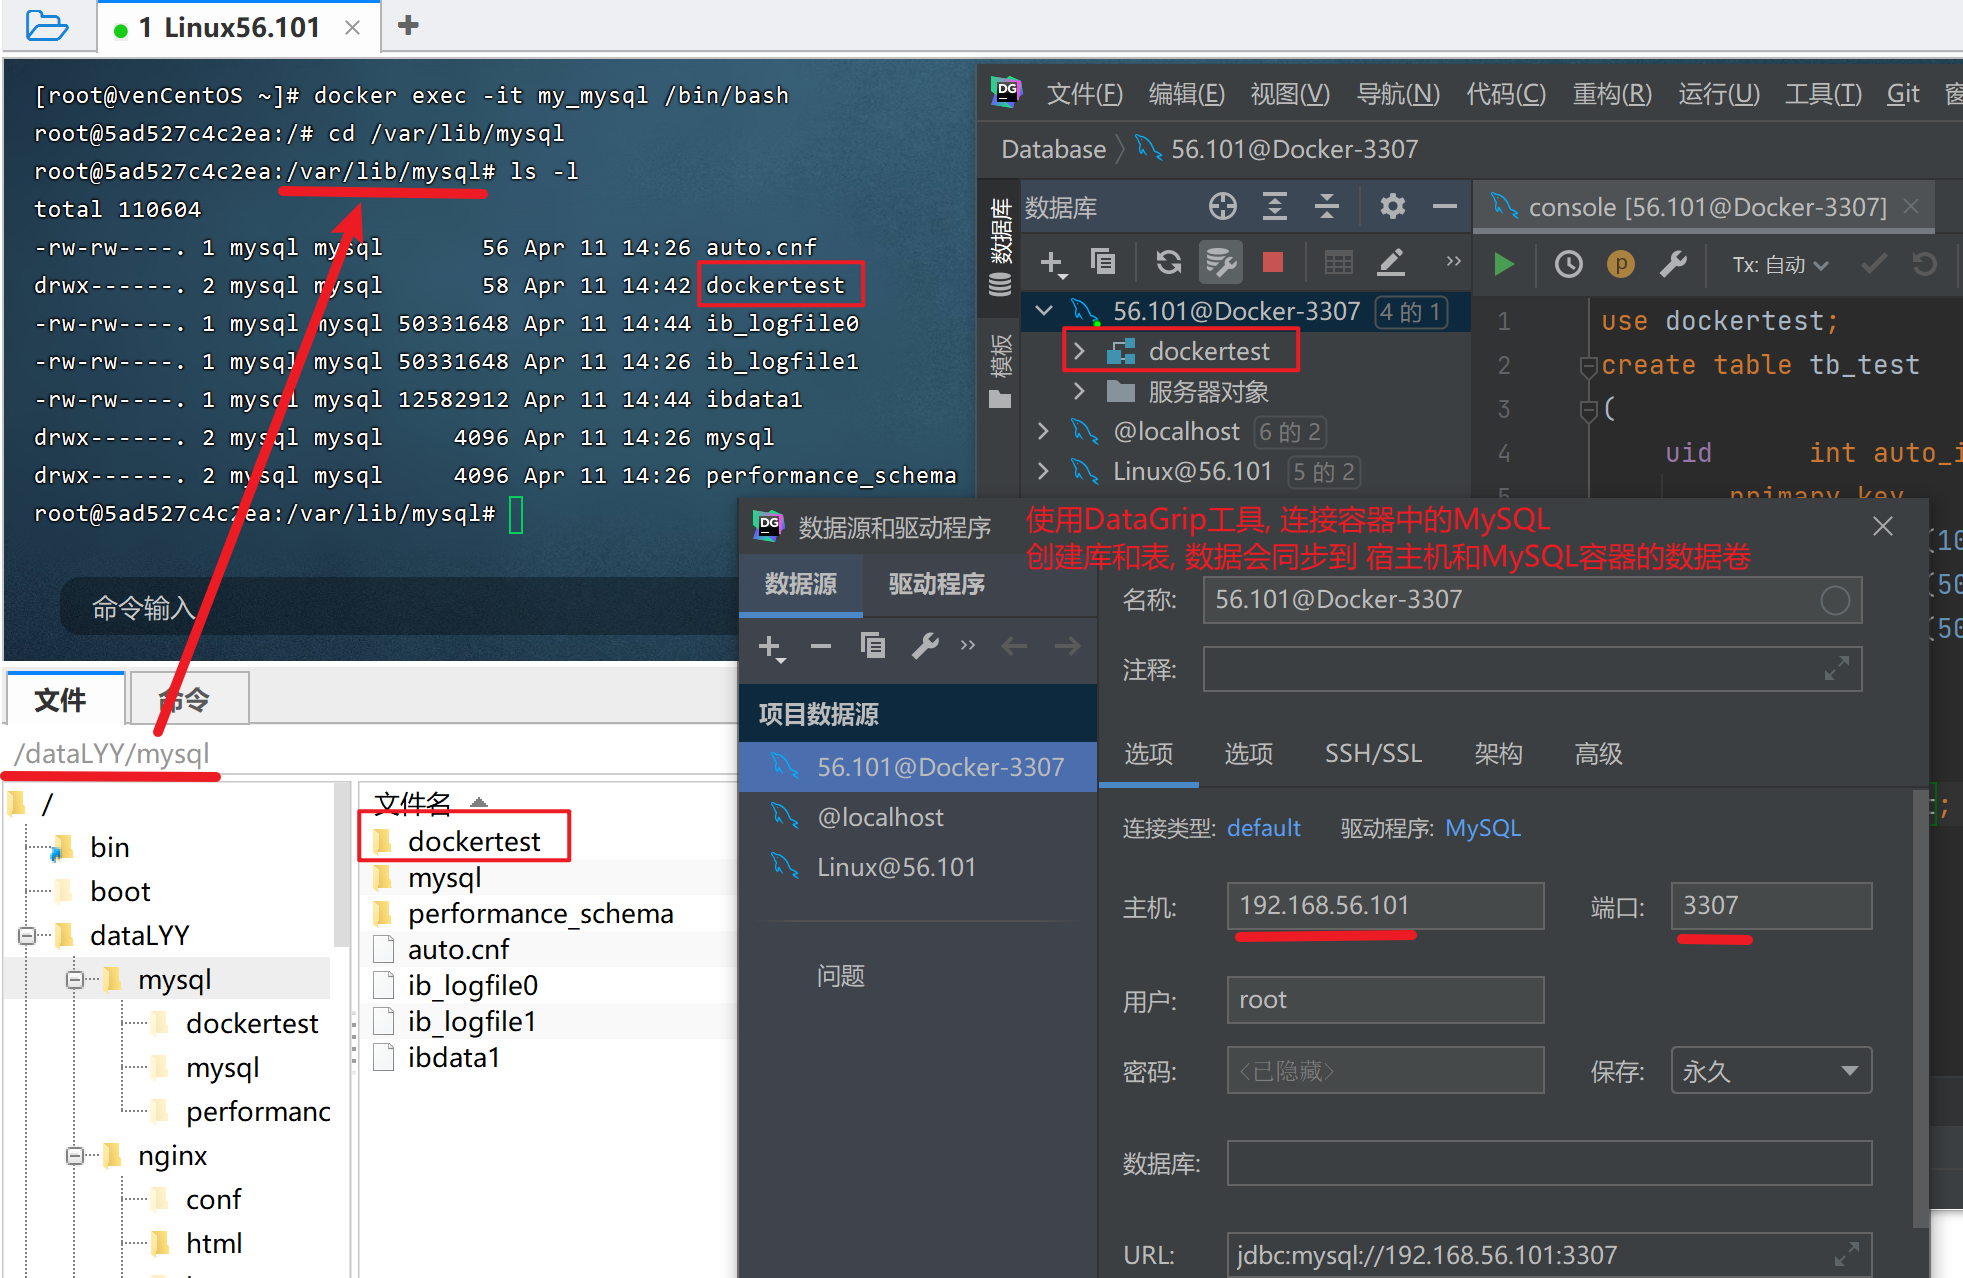 1 Linux56.101
[root@venCentOS ~]# docker exec -it my_mysql /bin/bash
root@5ad527c4c2ea:/# cd /var/lib/mysql
root@5ad527c4c2ea:/var/lib/mysql# ls -l
total 110604
-rw-rw----. 1 mysql mysql 56 Apr 11 14:26 auto.cnf
drwx------. 2 mysql mysql 58 Apr 11 14:42 dockertest
-rw-rw----. 1 mysql mysql 50331648 Apr 11 14:44 ib_logfile0
-rw-rw----. 1 mysql mysql 50331648 Apr 11 14:26 ib_logfile1
-rw-rw----. 1 mysql mysql 12582912 Apr 11 14:44 ibdata1
drwx------. 2 mysql mysql 4096 Apr 11 14:26 mysql
drwx------. 2 mysql mysql 4096 Apr 11 14:26 performance_schema
root@5ad527c4c2ea:/var/lib/mysql#
命令输入
文件 命令
/dataLYY/mysql
/
bin
boot
dataLYY
mysql
dockertest
mysql
performanc
nginx
conf
html
文件名
dockertest
mysql
performance_schema
auto.cnf
ib_logfile0
ib_logfile1
ibdata1
DG 文件(F) 编辑(E) 视图(V) 导航(N) 代码(C) 重构(R) 运行(U) 工具(T) Git
Database 56.101@Docker-3307
数据库
模板
数据库
56.101@Docker-3307 4 的 1
dockertest
服务器对象
@localhost 6 的 2
Linux@56.101 5 的 2
console [56.101@Docker-3307]
Tx: 自动
1 use dockertest;
2 create table tb_test
3 (
4 uid int auto_i
5 primary key
(10
(50
(50
;
DG 数据源和驱动程序
使用DataGrip工具, 连接容器中的MySQL
创建库和表, 数据会同步到 宿主机和MySQL容器的数据卷
数据源 驱动程序
项目数据源
56.101@Docker-3307
@localhost
Linux@56.101
问题
名称: 56.101@Docker-3307
注释:
选项 选项 SSH/SSL 架构 高级
连接类型: default 驱动程序: MySQL
主机: 192.168.56.101 端口: 3307
用户: root
密码: <已隐藏> 保存: 永久
数据库:
URL: jdbc:mysql://192.168.56.101:3307